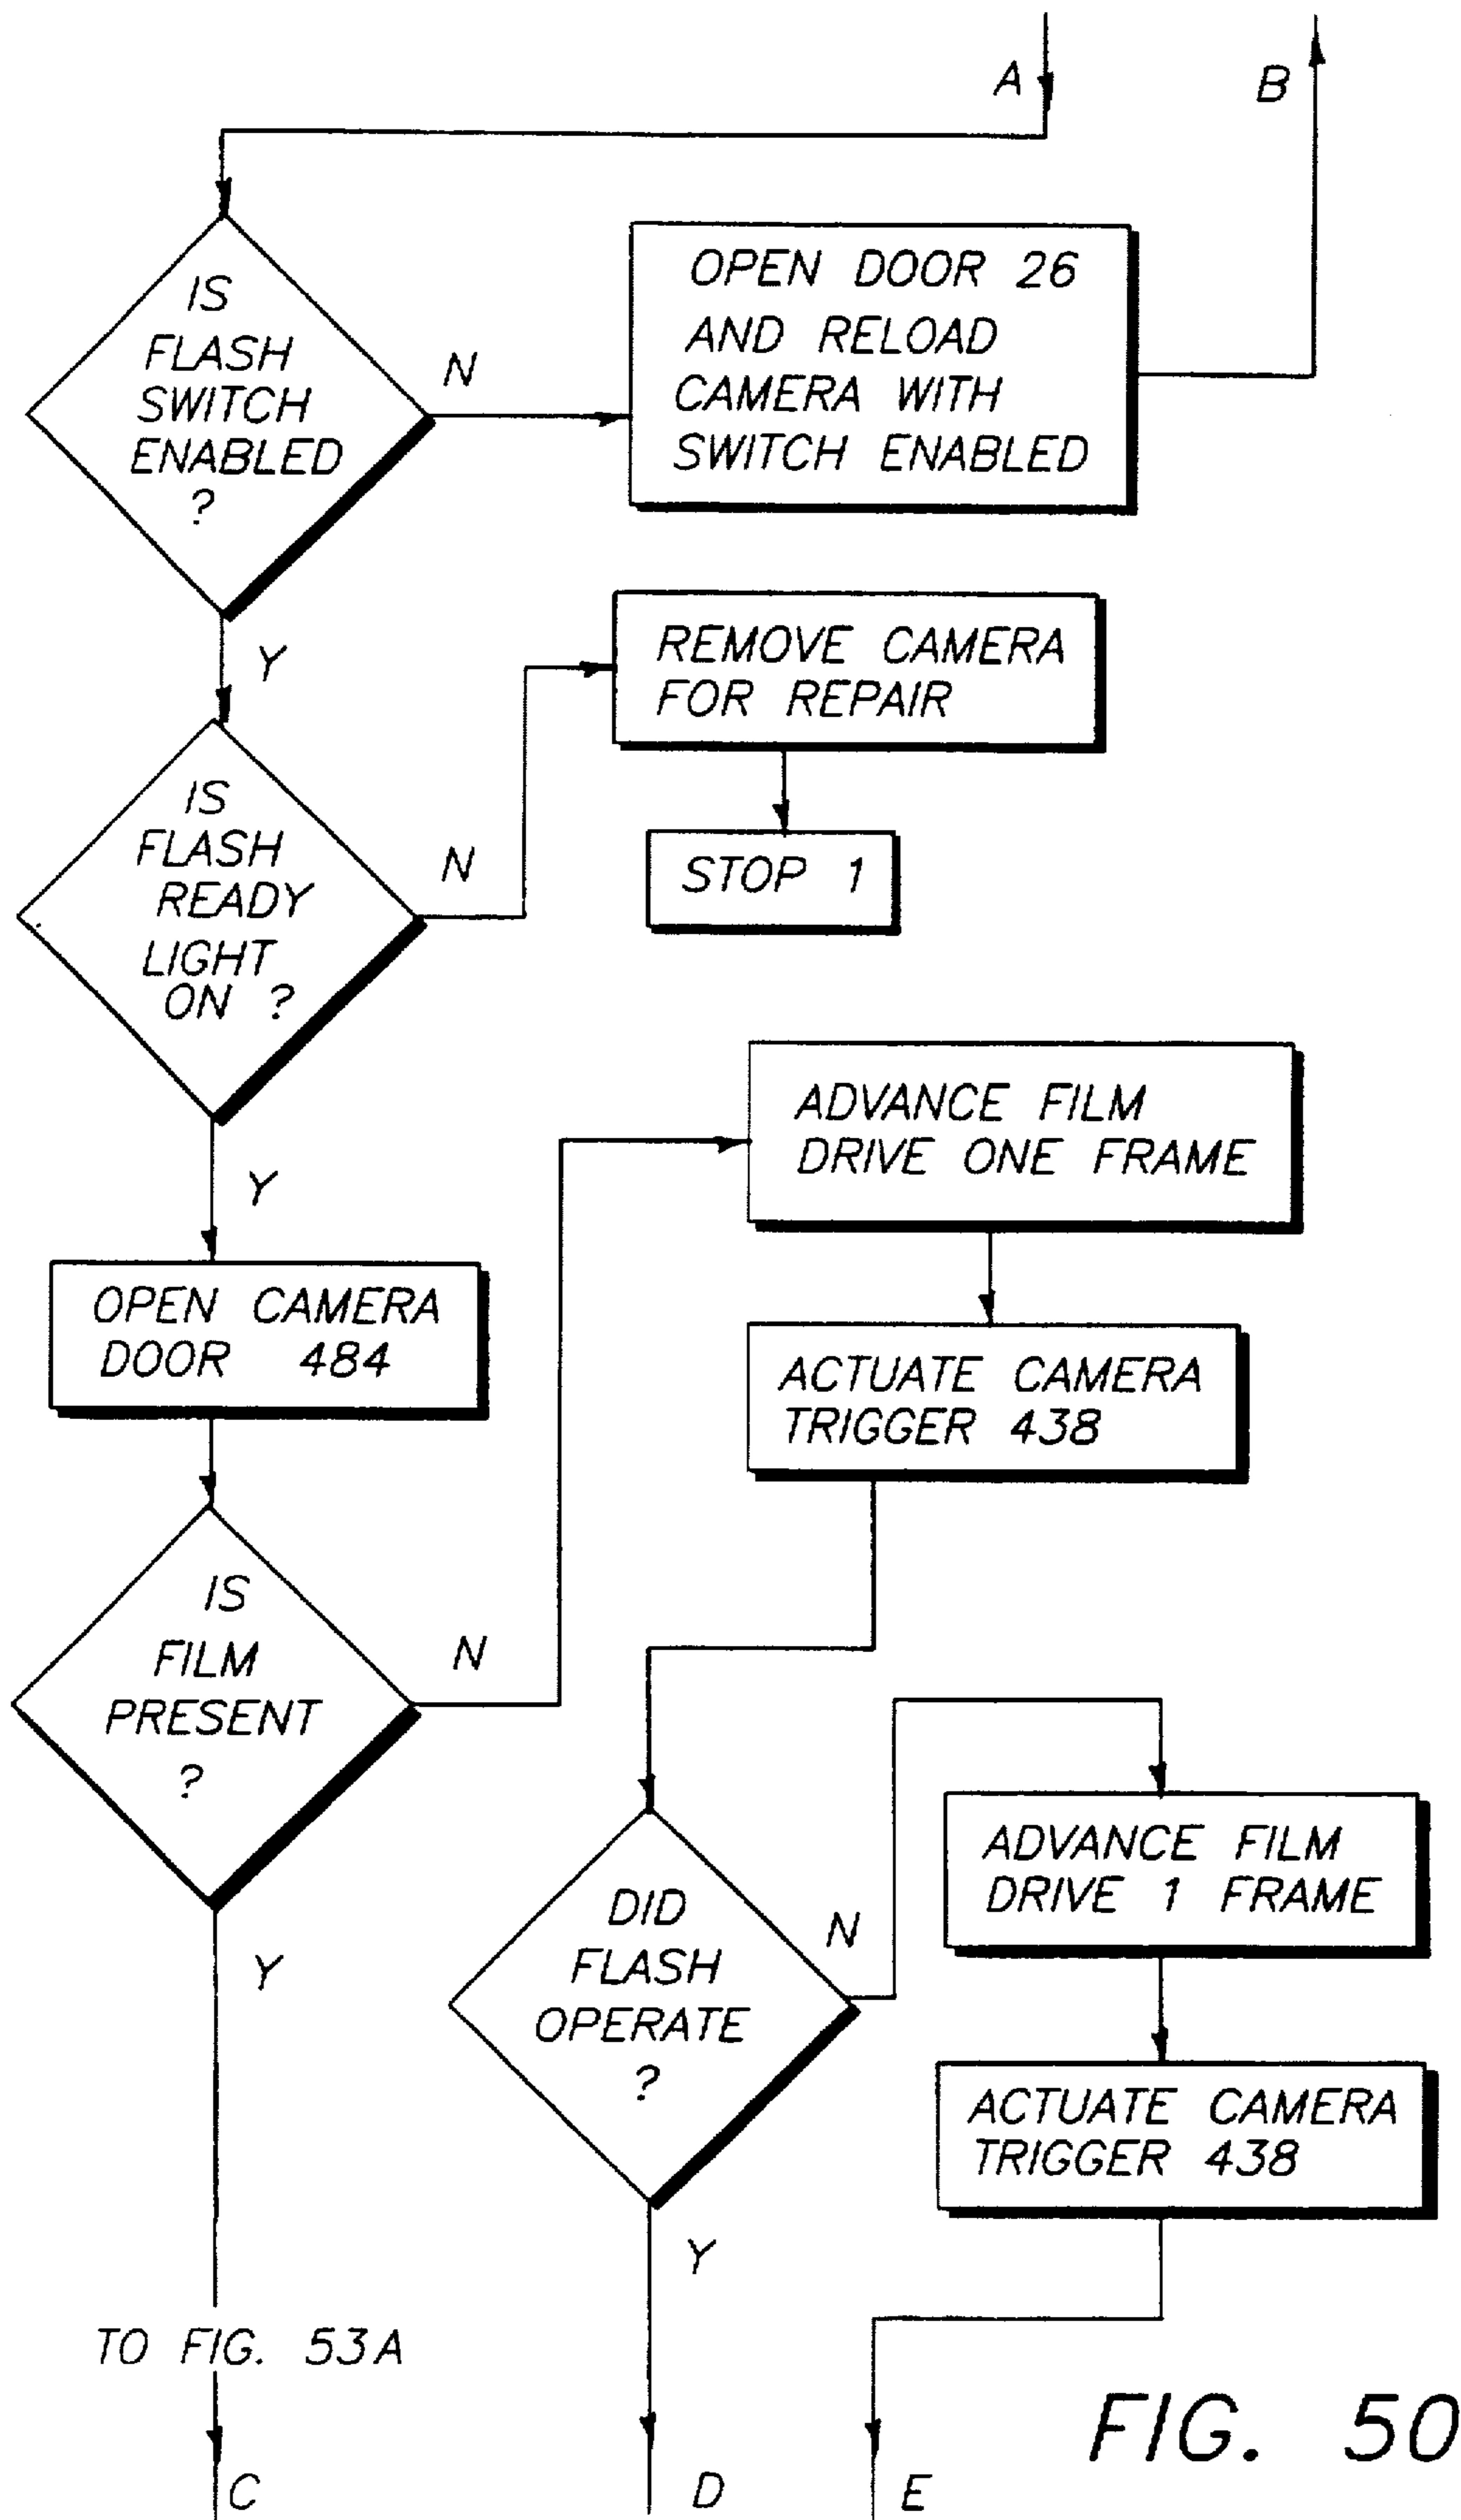 A
B
IS
FLASH
SWITCH
ENABLED
?
N
OPEN DOOR 26
AND RELOAD
CAMERA WITH
SWITCH ENABLED
Y
REMOVE CAMERA
FOR REPAIR
IS
FLASH
READY
LIGHT
ON ?
N
STOP 1
Y
ADVANCE FILM
DRIVE ONE FRAME
OPEN CAMERA
DOOR 484
ACTUATE CAMERA
TRIGGER 438
IS
FILM
PRESENT
?
N
Y
DID
FLASH
OPERATE
?
N
ADVANCE FILM
DRIVE 1 FRAME
ACTUATE CAMERA
TRIGGER 438
Y
TO FIG. 53A
C
D
E
FIG. 50